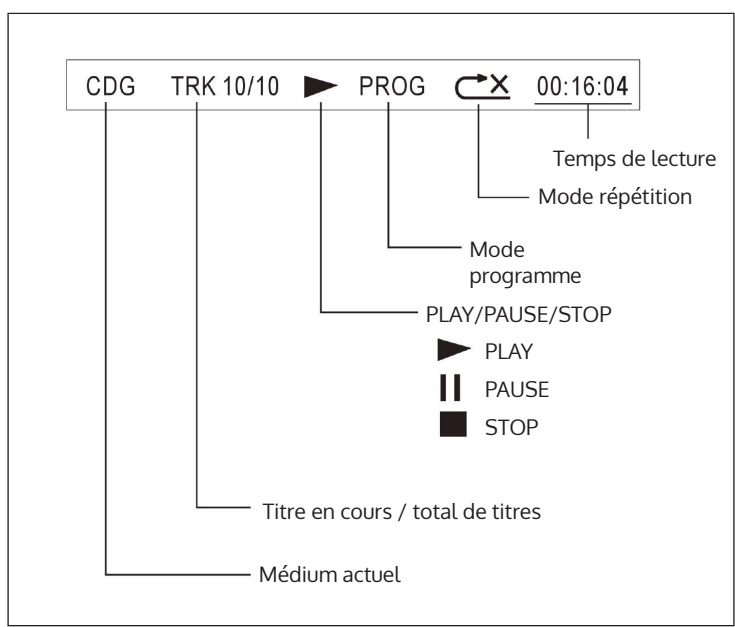 CDG TRK 10/10 PROG 00:16:04
Temps de lecture
Mode répétition
Mode
programme
PLAY/PAUSE/STOP
PLAY
PAUSE
STOP
Titre en cours / total de titres
Médium actuel